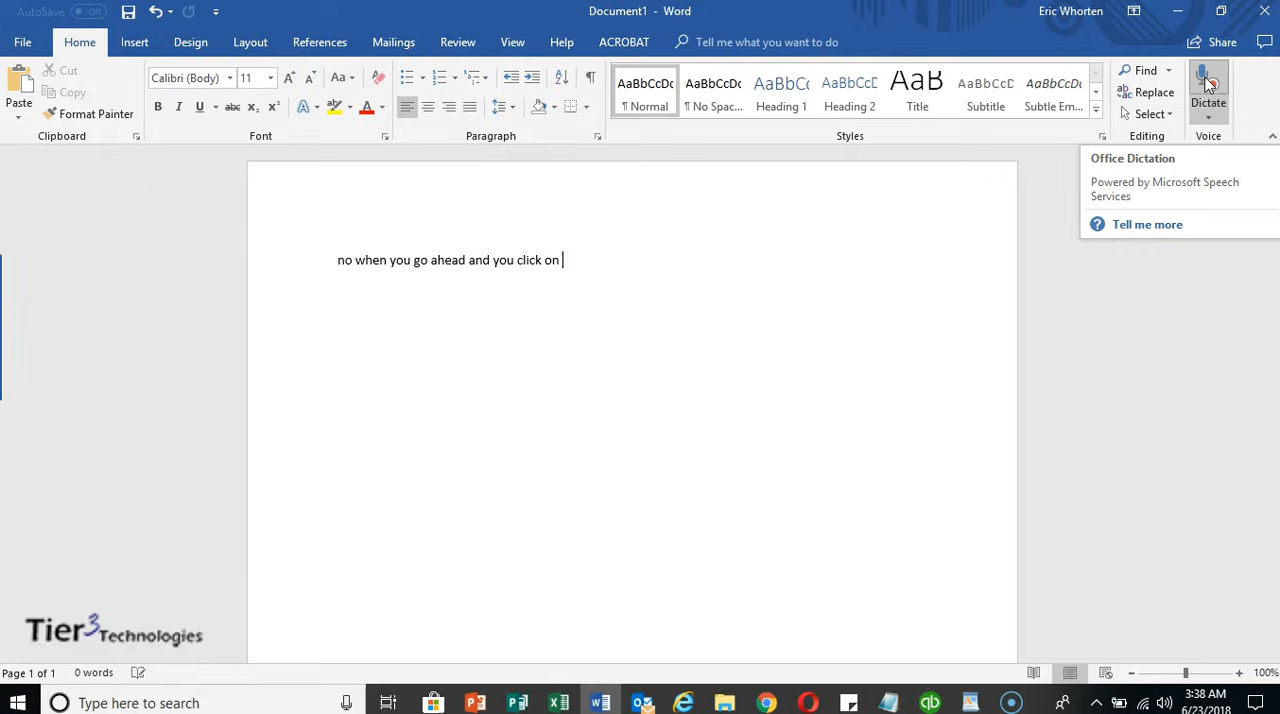 AutoSave Off
Document1 - Word
Eric Whorten
File Home Insert Design Layout References Mailings Review View Help ACROBAT Tell me what you want to do Share
Paste
Cut
Copy
Format Painter
Clipboard
Calibri (Body) 11
Font
Paragraph
AaBbCcDc AaBbCcDc AaBbC AaBbCcD AaB AaBbCcD AaBbCcD
¶ Normal ¶ No Spac... Heading 1 Heading 2 Title Subtitle Subtle Em...
Styles
Find
Replace
Select
Editing
Dictate
Voice
Office Dictation
Powered by Microsoft Speech
Services
Tell me more
no when you go ahead and you click on
Tier3 Technologies
Page 1 of 1 0 words 100%
Type here to search
3:38 AM
6/23/2018